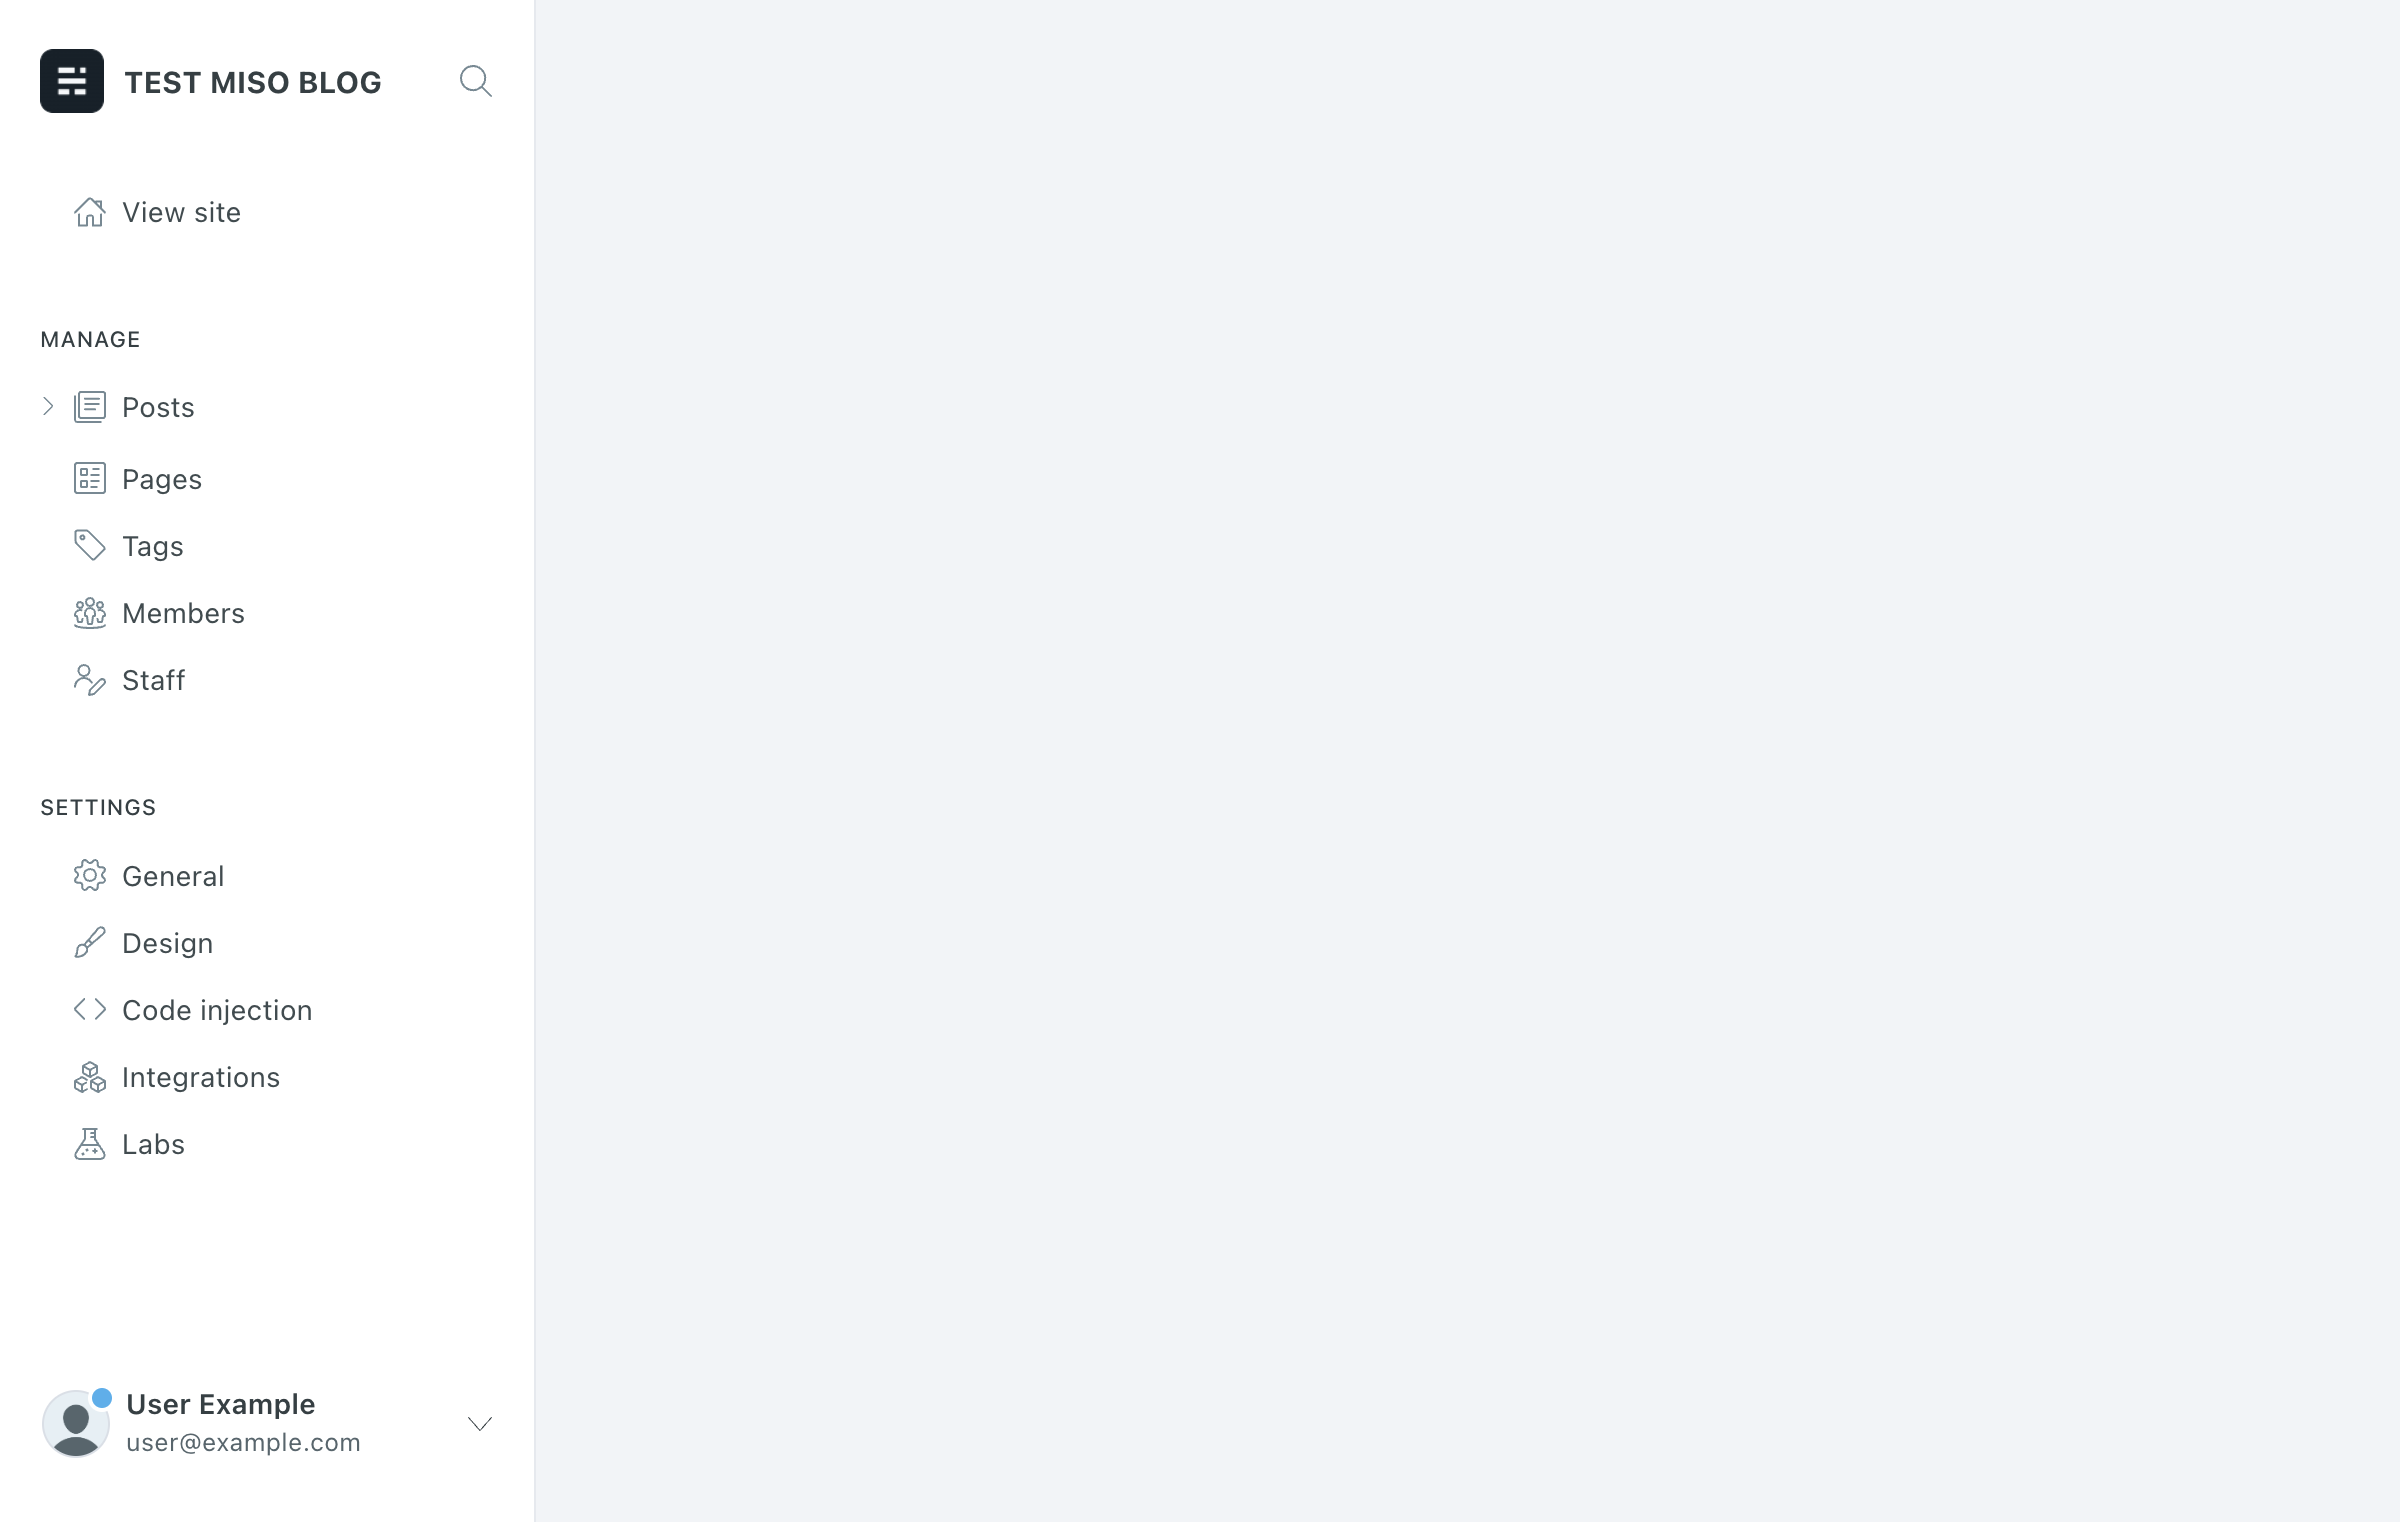 TEST MISO BLOG
View site
MANAGE
Posts
Pages
Tags
Members
Staff
SETTINGS
General
Design
Code injection
Integrations
Labs
User Example
user@example.com